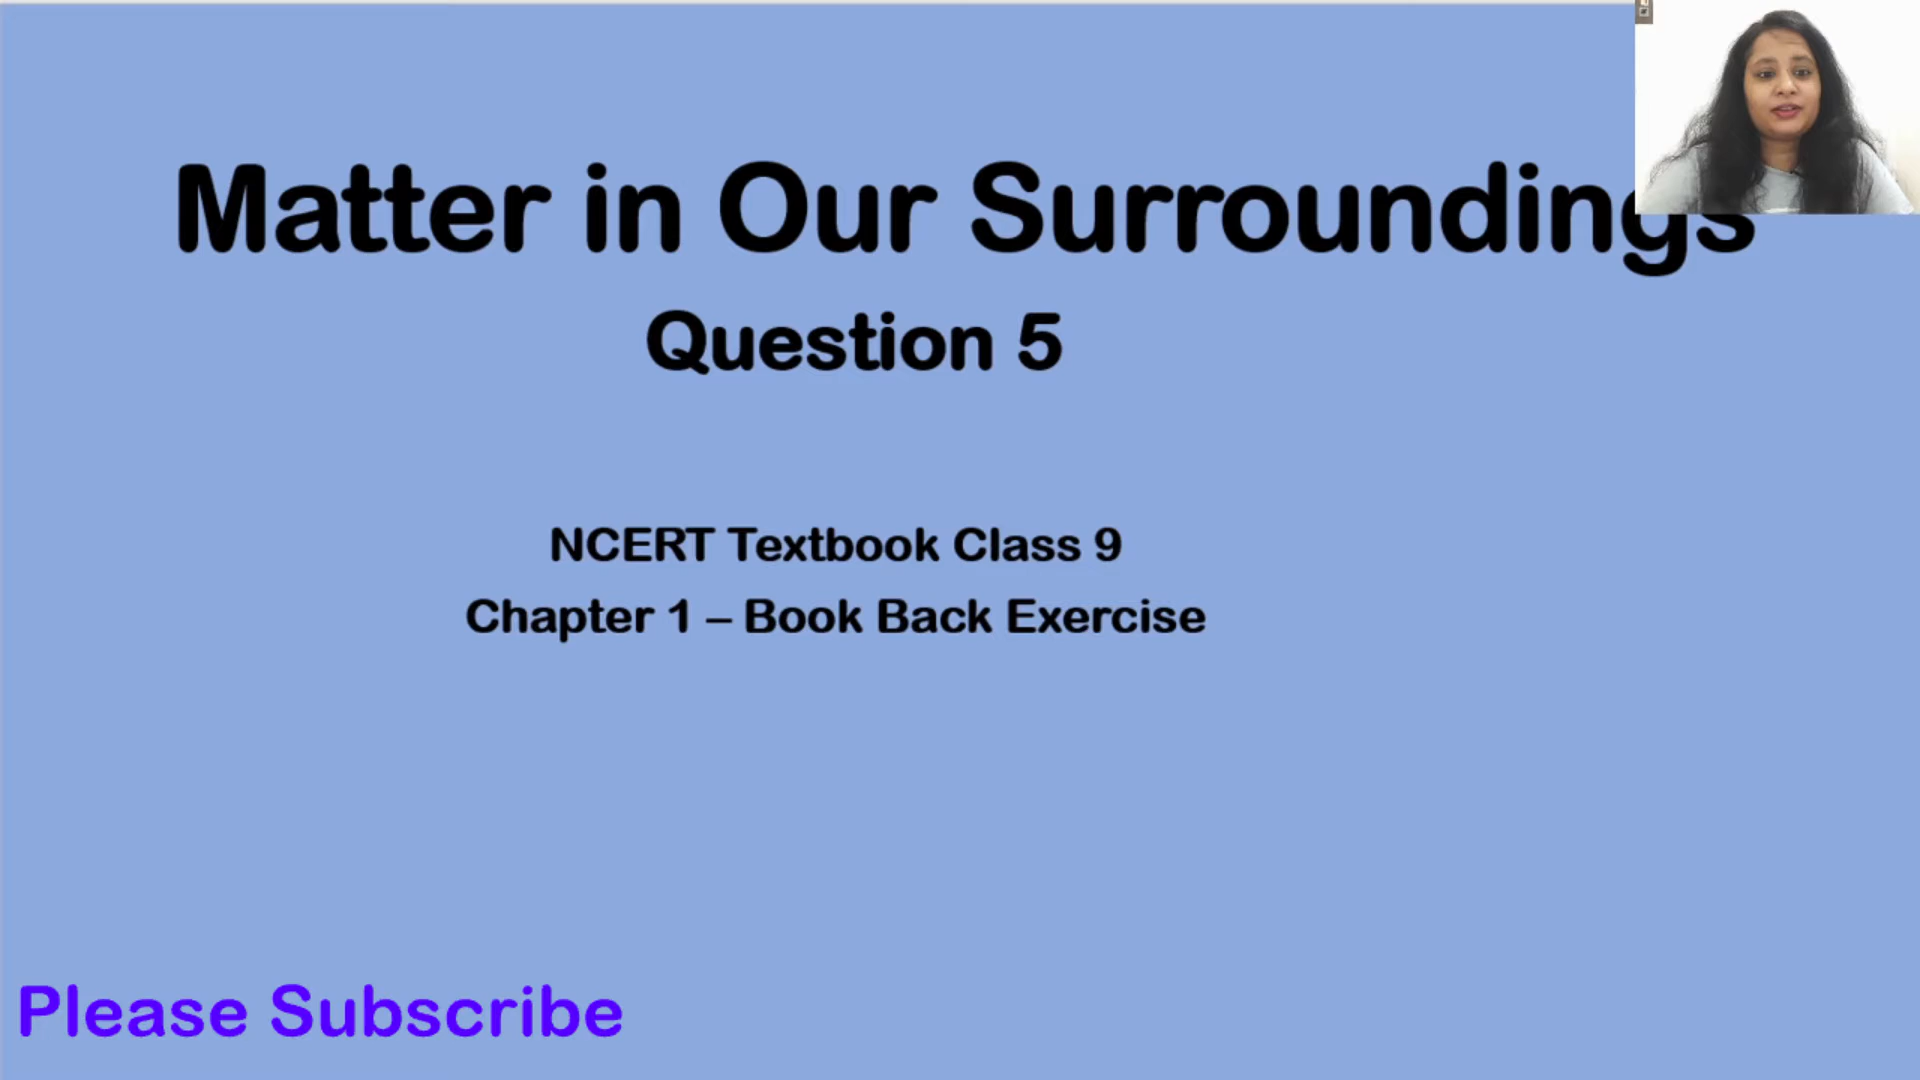 Matter in Our Surroundings
Question 5
NCERT Textbook Class 9
Chapter 1 – Book Back Exercise
Please Subscribe